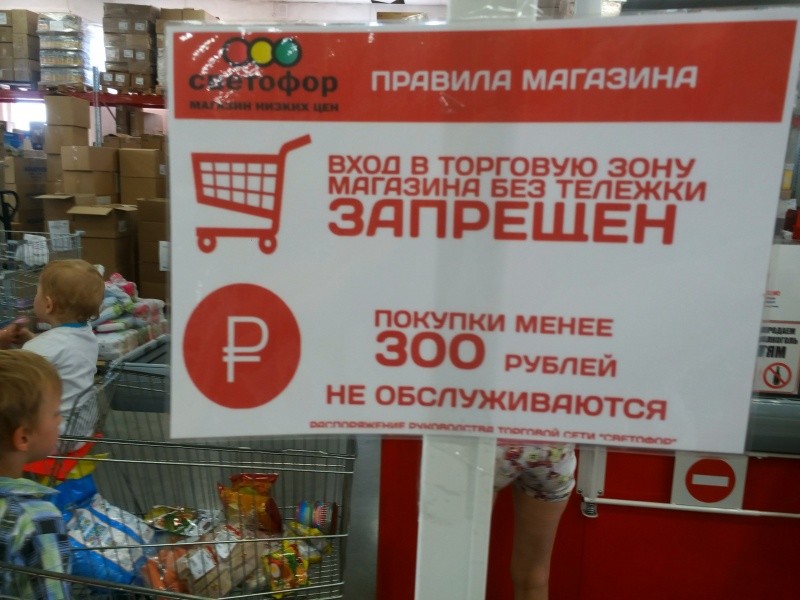 светофор
МАГАЗИН НИЗКИХ ЦЕН
ПРАВИЛА МАГАЗИНА
ВХОД В ТОРГОВУЮ ЗОНУ
МАГАЗИНА БЕЗ ТЕЛЕЖКИ
ЗАПРЕЩЕН
ПОКУПКИ МЕНЕЕ
300 РУБЛЕЙ
НЕ ОБСЛУЖИВАЮТСЯ
РАСПОРЯЖЕНИЕ РУКОВОДСТВА ТОРГОВОЙ СЕТИ "СВЕТОФОР"